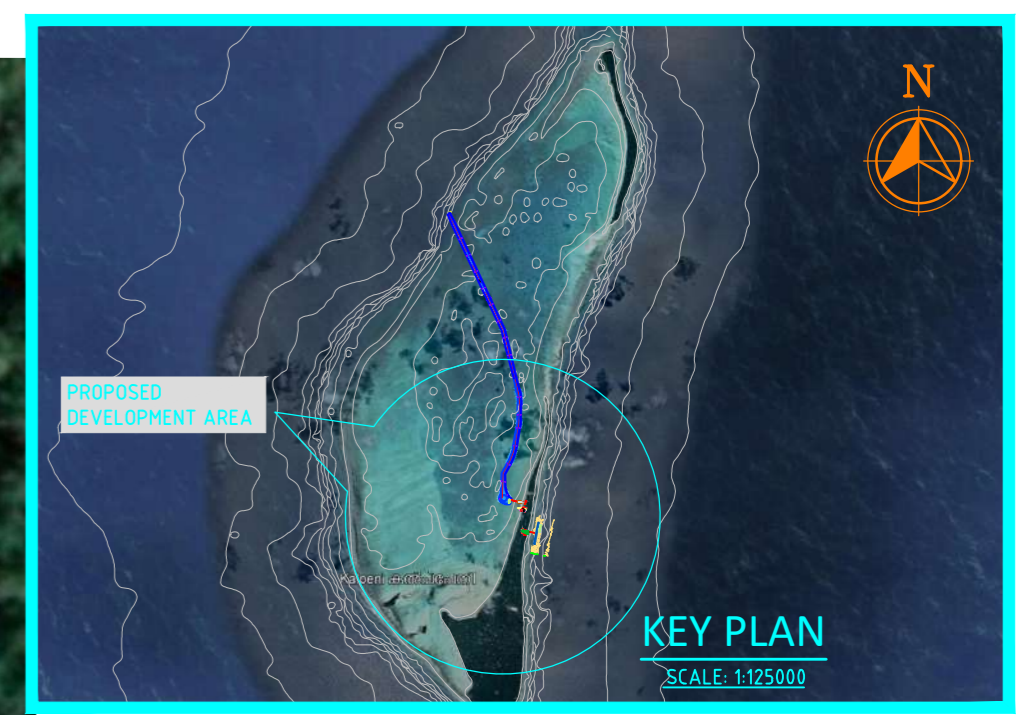 N
PROPOSED
DEVELOPMENT AREA
KEY PLAN
SCALE: 1:125000